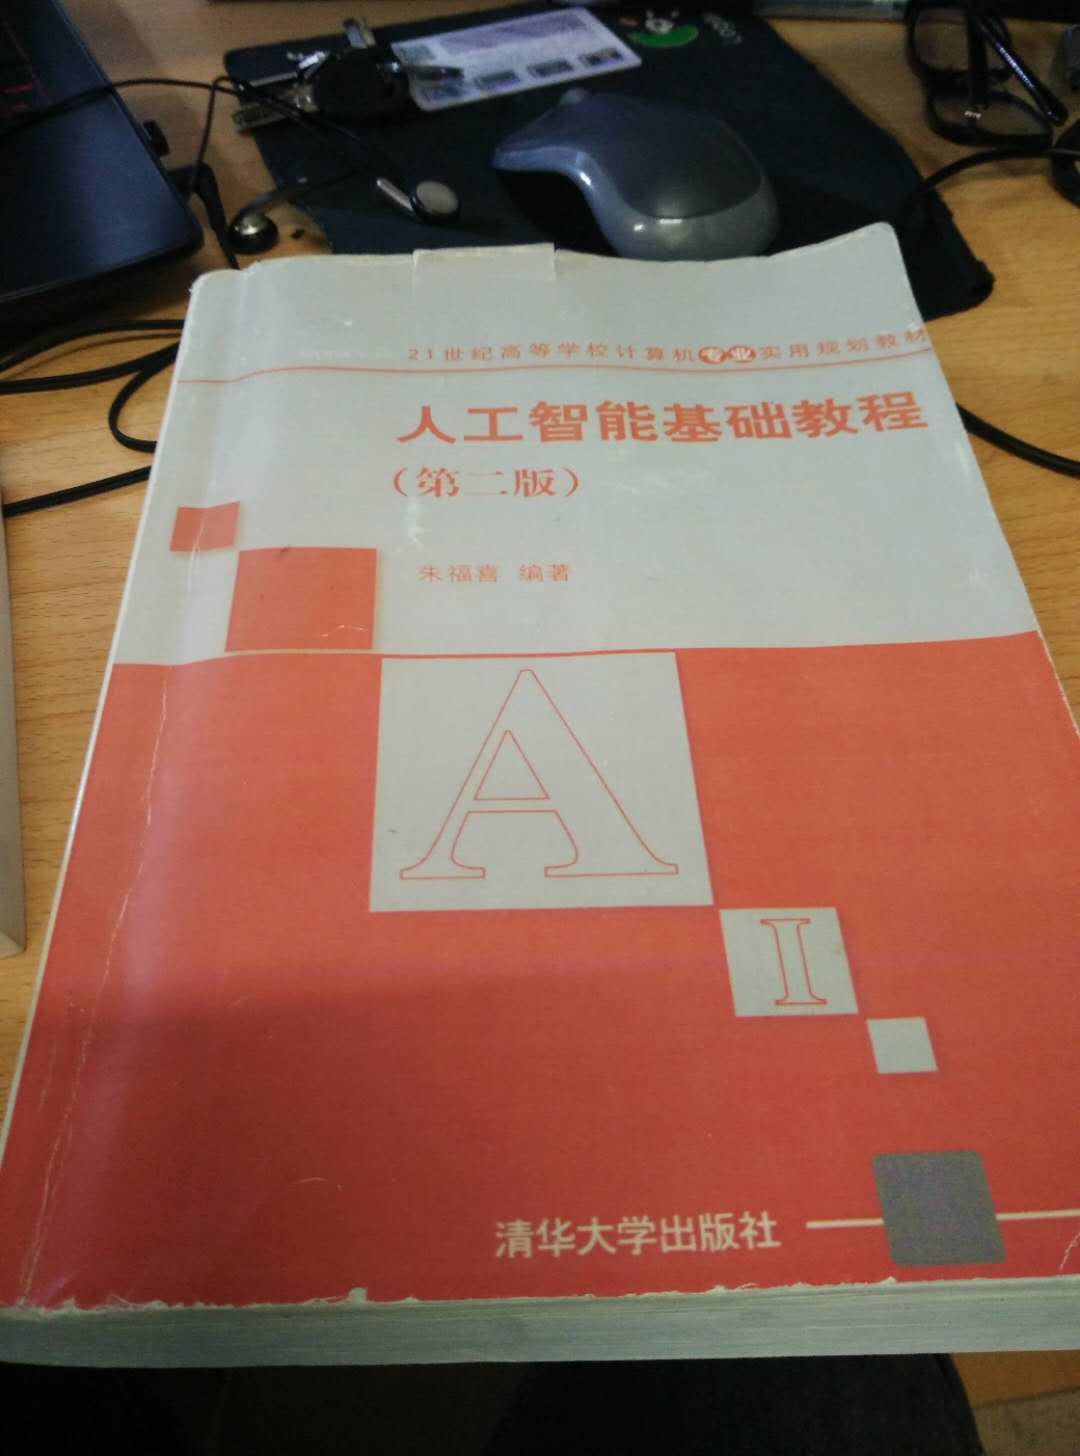 21世纪高等学校计算机专业实用规划教材
人工智能基础教程
（第二版）
朱福喜 编著
A
I
清华大学出版社